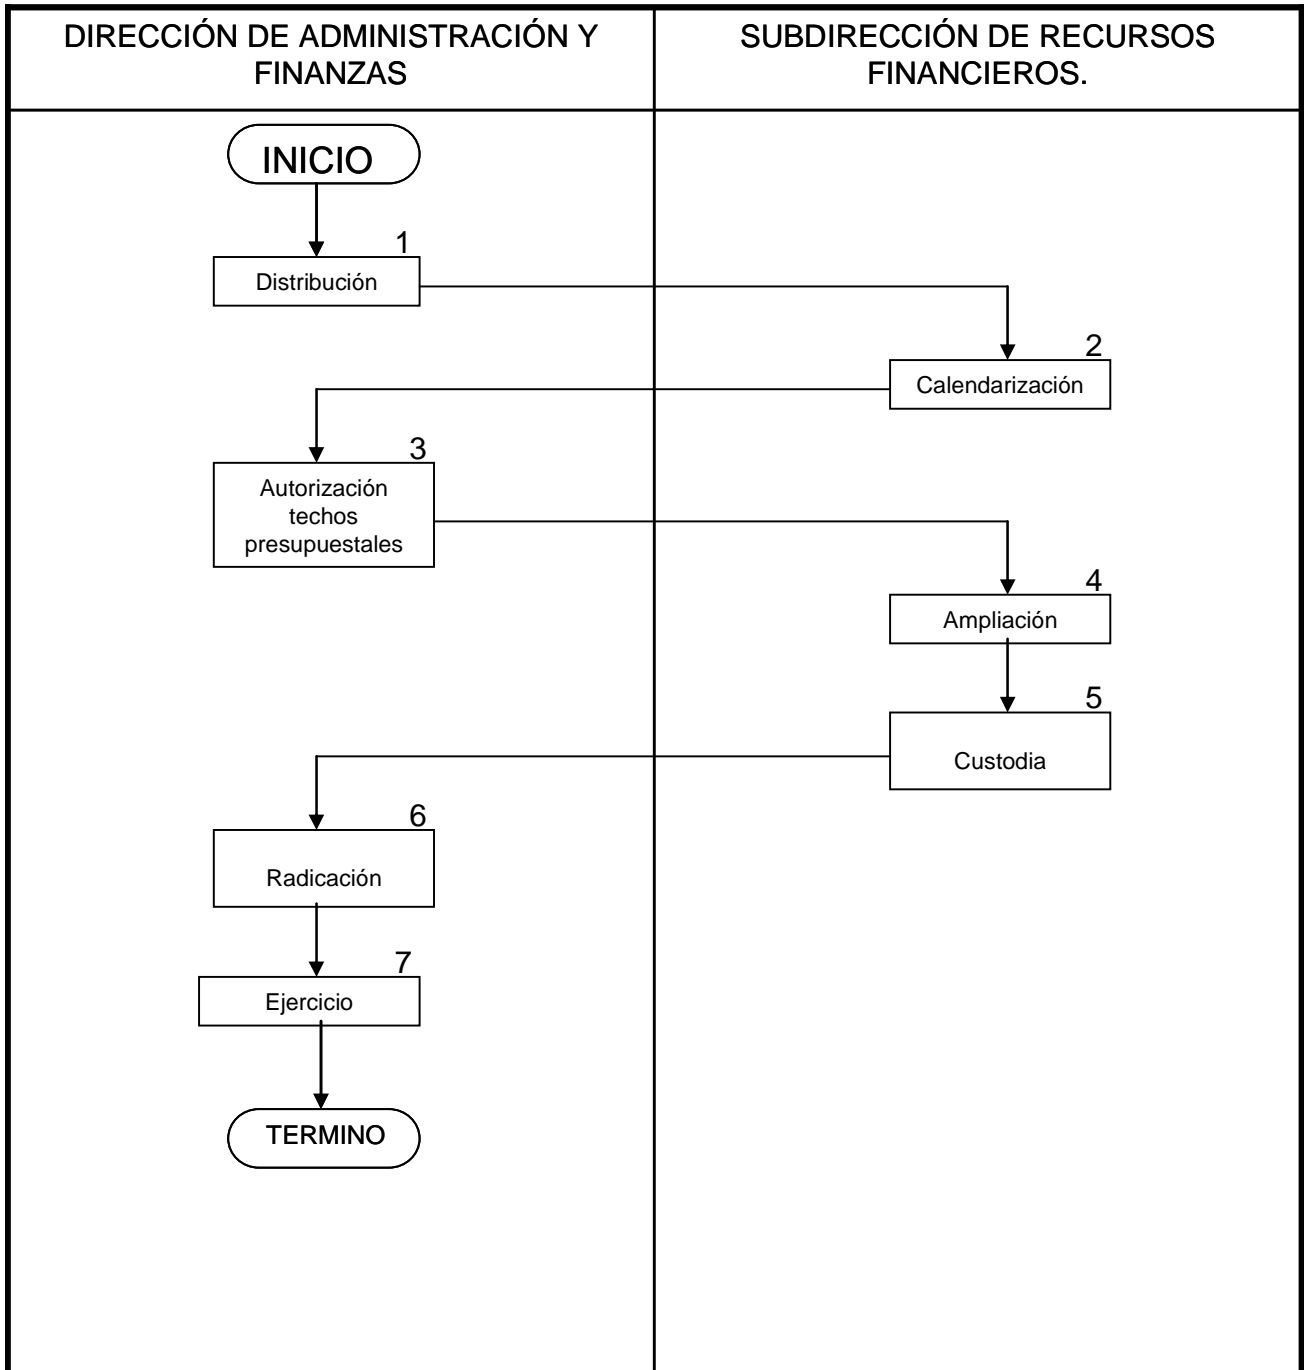 DIRECCIÓN DE ADMINISTRACIÓN Y
FINANZAS
SUBDIRECCIÓN DE RECURSOS
FINANCIEROS.
INICIO
1
Distribución
2
Calendarización
3
Autorización
techos
presupuestales
4
Ampliación
5
Custodia
6
Radicación
7
Ejercicio
TERMINO